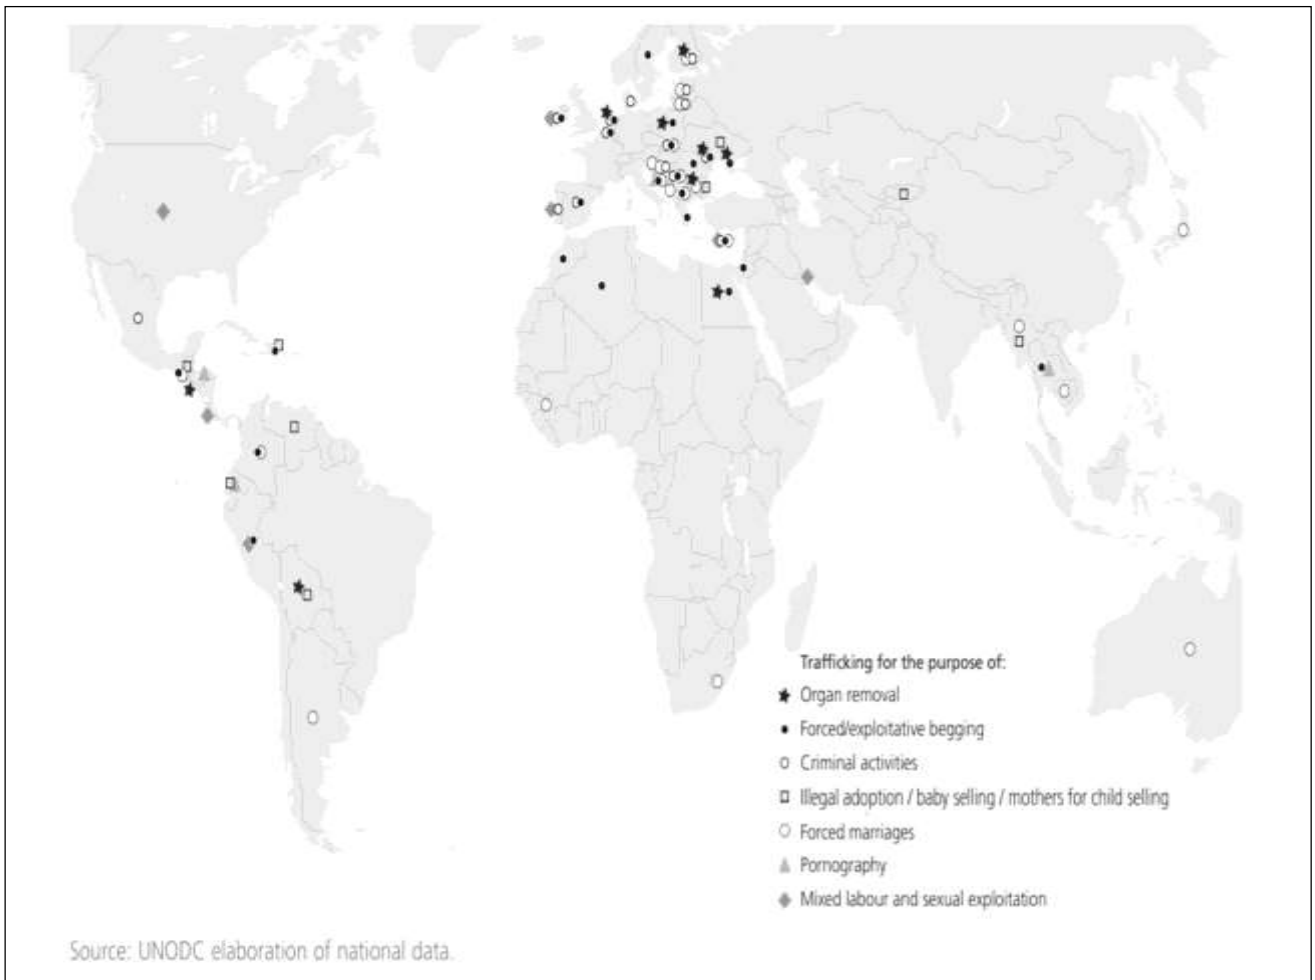 Trafficking for the purpose of:
Organ removal
Forced/exploitative begging
Criminal activities
Illegal adoption / baby selling / mothers for child selling
Forced marriages
Pornography
Mixed labour and sexual exploitation
Source: UNODC elaboration of national data.